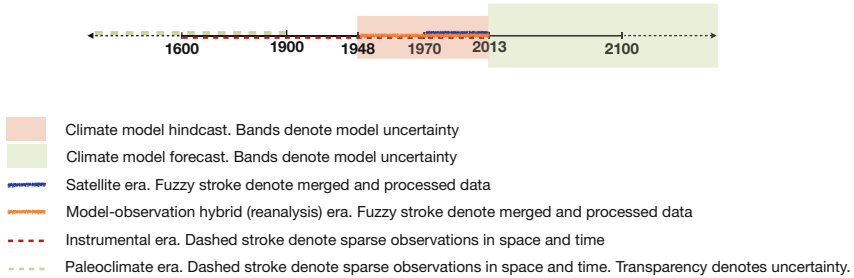 1600 1900 1948 1970 2013 2100
Climate model hindcast. Bands denote model uncertainty
Climate model forecast. Bands denote model uncertainty
Satellite era. Fuzzy stroke denote merged and processed data
Model-observation hybrid (reanalysis) era. Fuzzy stroke denote merged and processed data
Instrumental era. Dashed stroke denote sparse observations in space and time
Paleoclimate era. Dashed stroke denote sparse observations in space and time. Transparency denotes uncertainty.